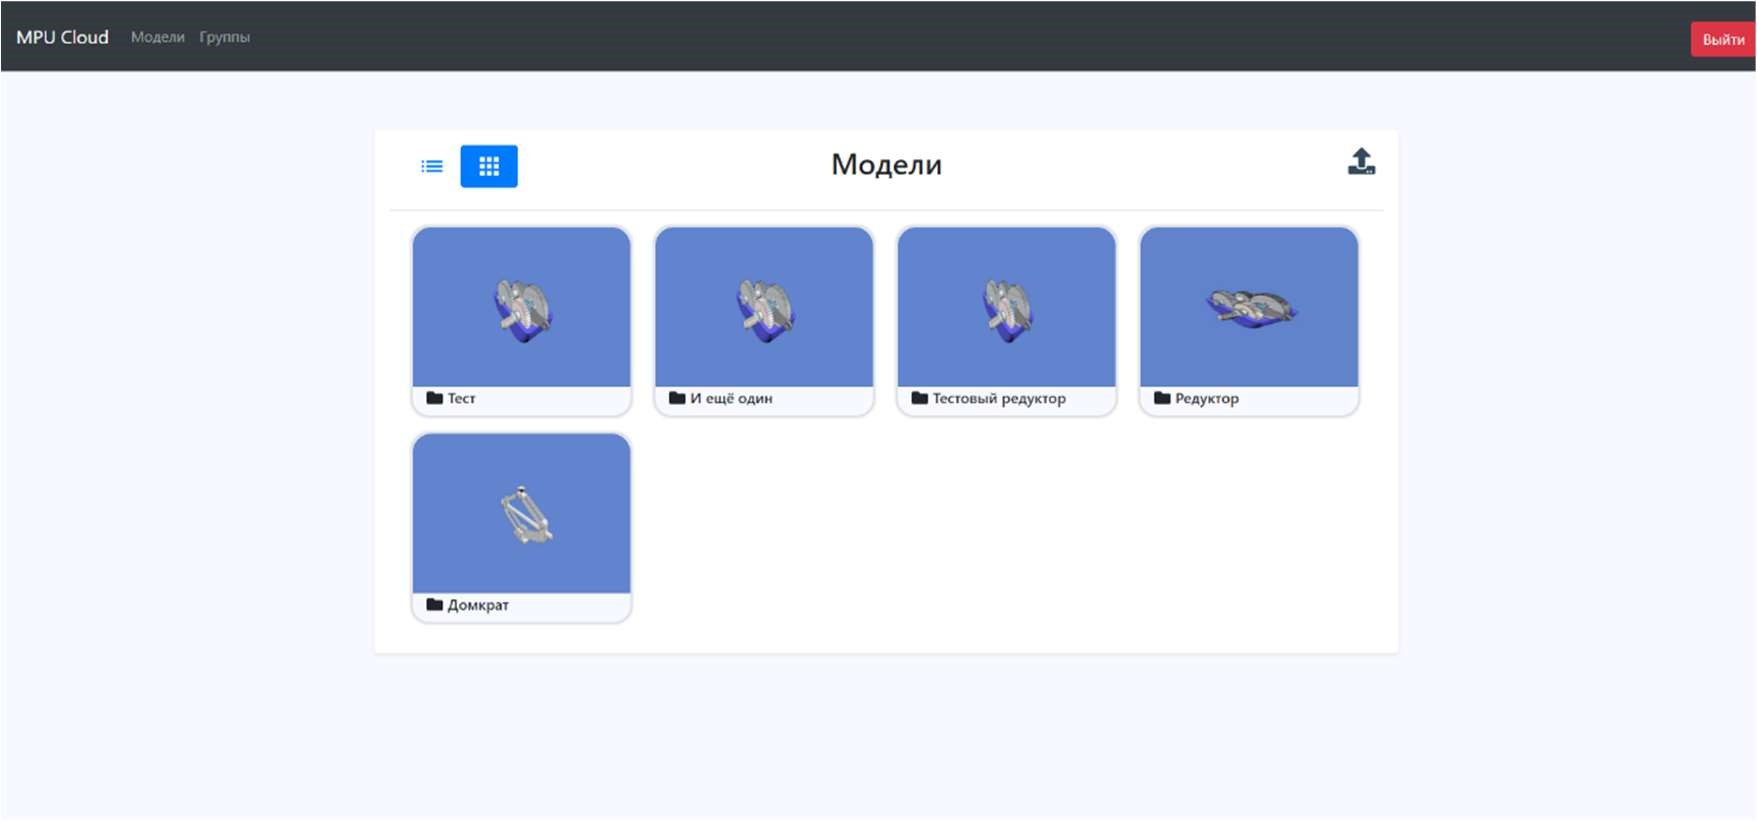 MPU Cloud Модели Группы Выйти
Модели
Тест И ещё один Тестовый редуктор Редуктор
Домкрат